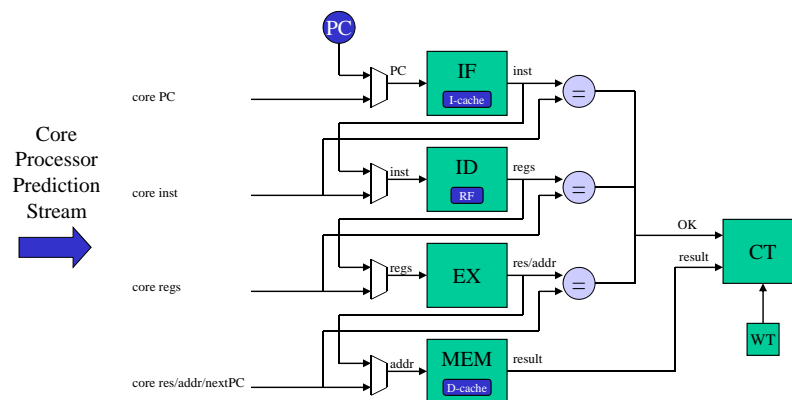 PC
PC
IF
inst
I-cache
=
core PC
Core
Processor
Prediction
Stream
core inst
inst
ID
regs
RF
=
core regs
regs
EX
res/addr
=
OK
result
CT
WT
core res/addr/nextPC
addr
MEM
result
D-cache